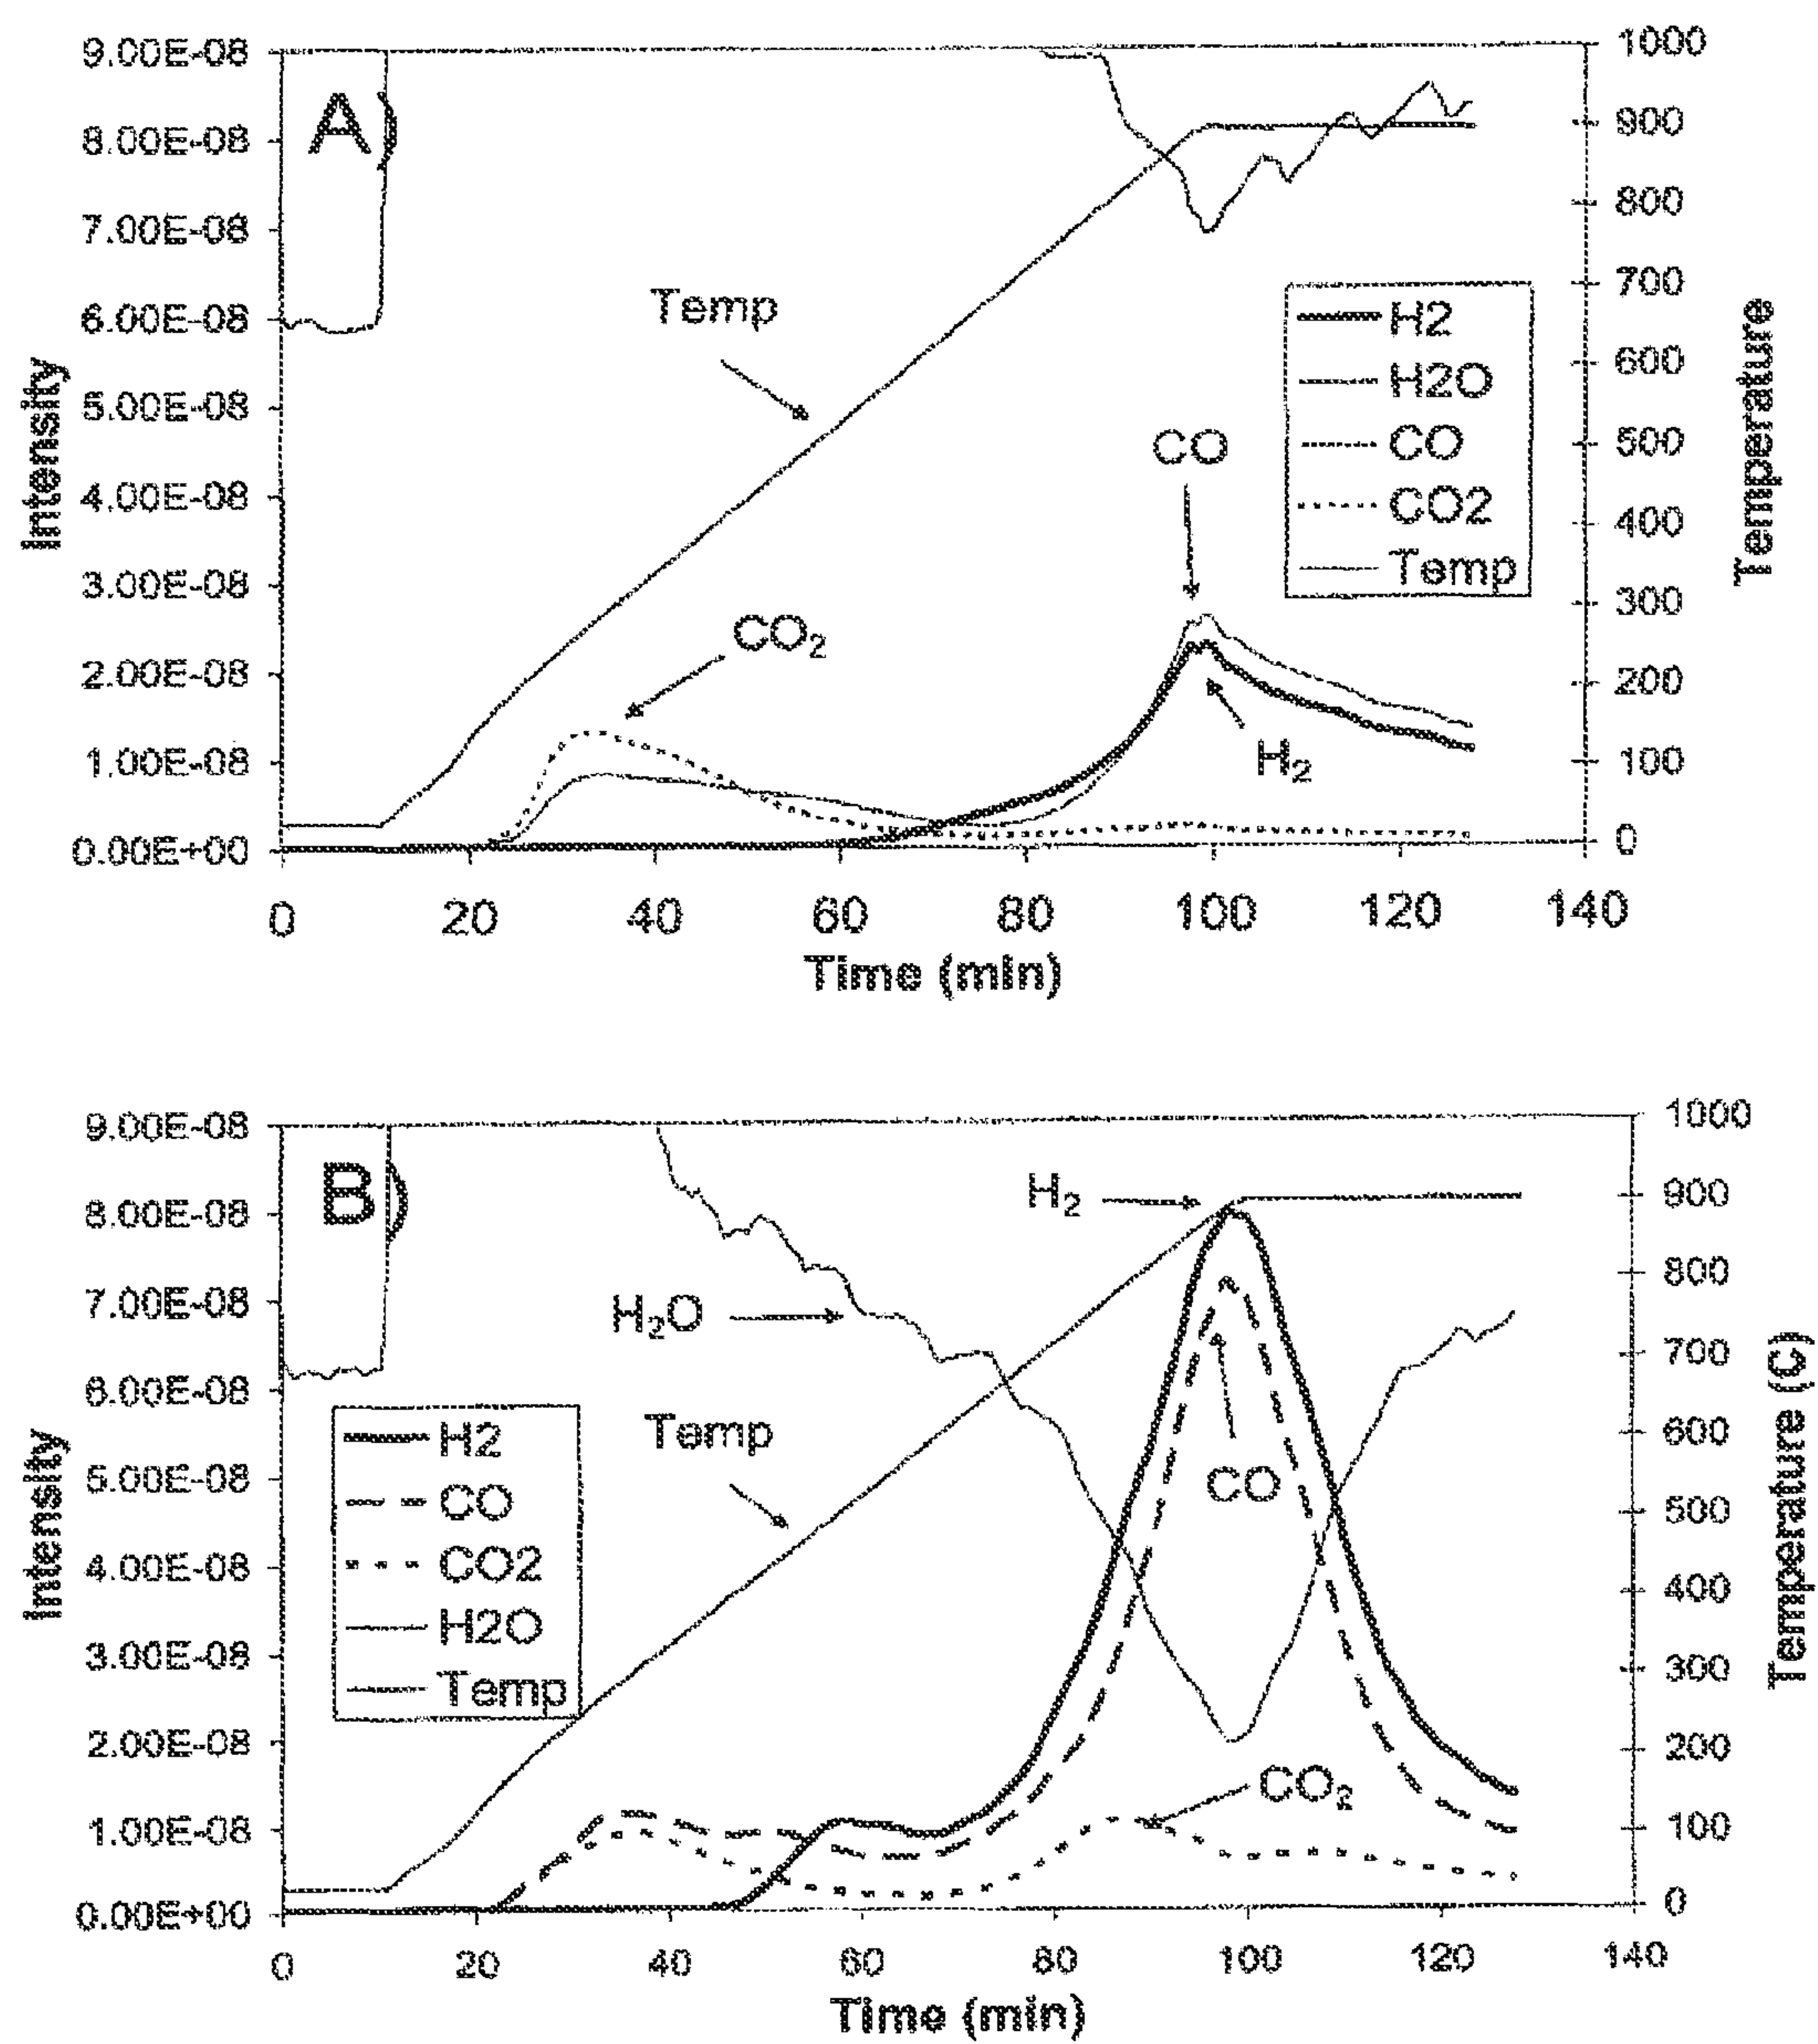 A)
9.00E-08
8.00E-08
7.00E-08
6.00E-08
5.00E-08
4.00E-08
3.00E-08
2.00E-08
1.00E-08
0.00E+00
Intensity
1000
900
800
700
600
500
400
300
200
100
0
Temperature
Temp
CO
CO₂
H₂
H2
H2O
CO
CO2
Temp
0 20 40 60 80 100 120 140
Time (min)
B)
9.00E-08
8.00E-08
7.00E-08
6.00E-08
5.00E-08
4.00E-08
3.00E-08
2.00E-08
1.00E-08
0.00E+00
Intensity
1000
900
800
700
600
500
400
300
200
100
0
Temperature (C)
H₂
H₂O
Temp
CO
CO₂
H2
CO
CO2
H2O
Temp
0 20 40 60 80 100 120 140
Time (min)